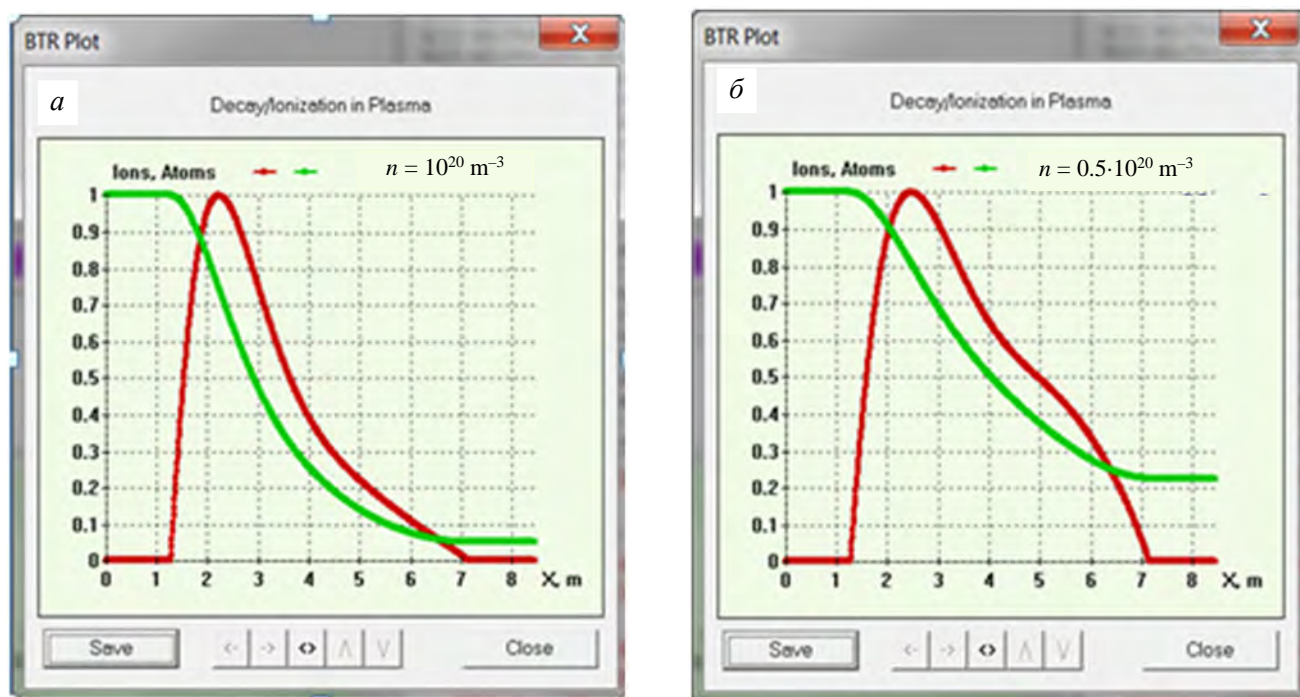 BTR Plot
а
Decay/Ionization in Plasma
Ions, Atoms
n = 10²⁰ m⁻³
1
0.9
0.8
0.7
0.6
0.5
0.4
0.3
0.2
0.1
0
0 1 2 3 4 5 6 7 8 X, m
Save <- -> <> Λ V Close
BTR Plot
б
Decay/Ionization in Plasma
Ions, Atoms
n = 0.5·10²⁰ m⁻³
1
0.9
0.8
0.7
0.6
0.5
0.4
0.3
0.2
0.1
0
0 1 2 3 4 5 6 7 8 X, m
Save <- -> <> Λ V Close